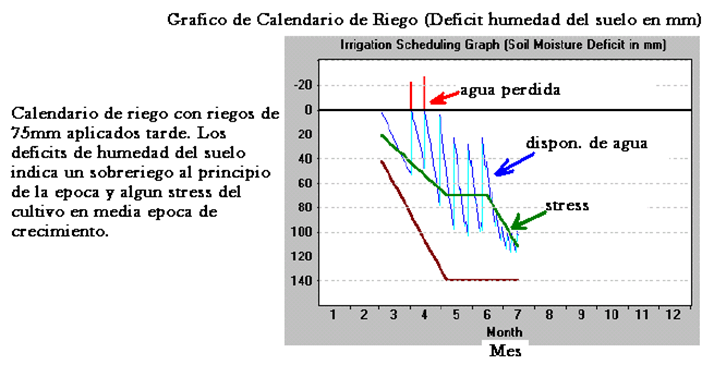 Grafico de Calendario de Riego (Deficit humedad del suelo en mm)
Irrigation Scheduling Graph (Soil Moisture Deficit in mm)
Calendario de riego con riegos de
75mm aplicados tarde. Los
deficits de humedad del suelo
indica un sobreriego al principio
de la epoca y algun stress del
cultivo en media epoca de
crecimiento.
-20
0
20
40
60
80
100
120
140
agua perdida
dispon. de agua
stress
1 2 3 4 5 6 7 8 9 10 11 12
Month
Mes